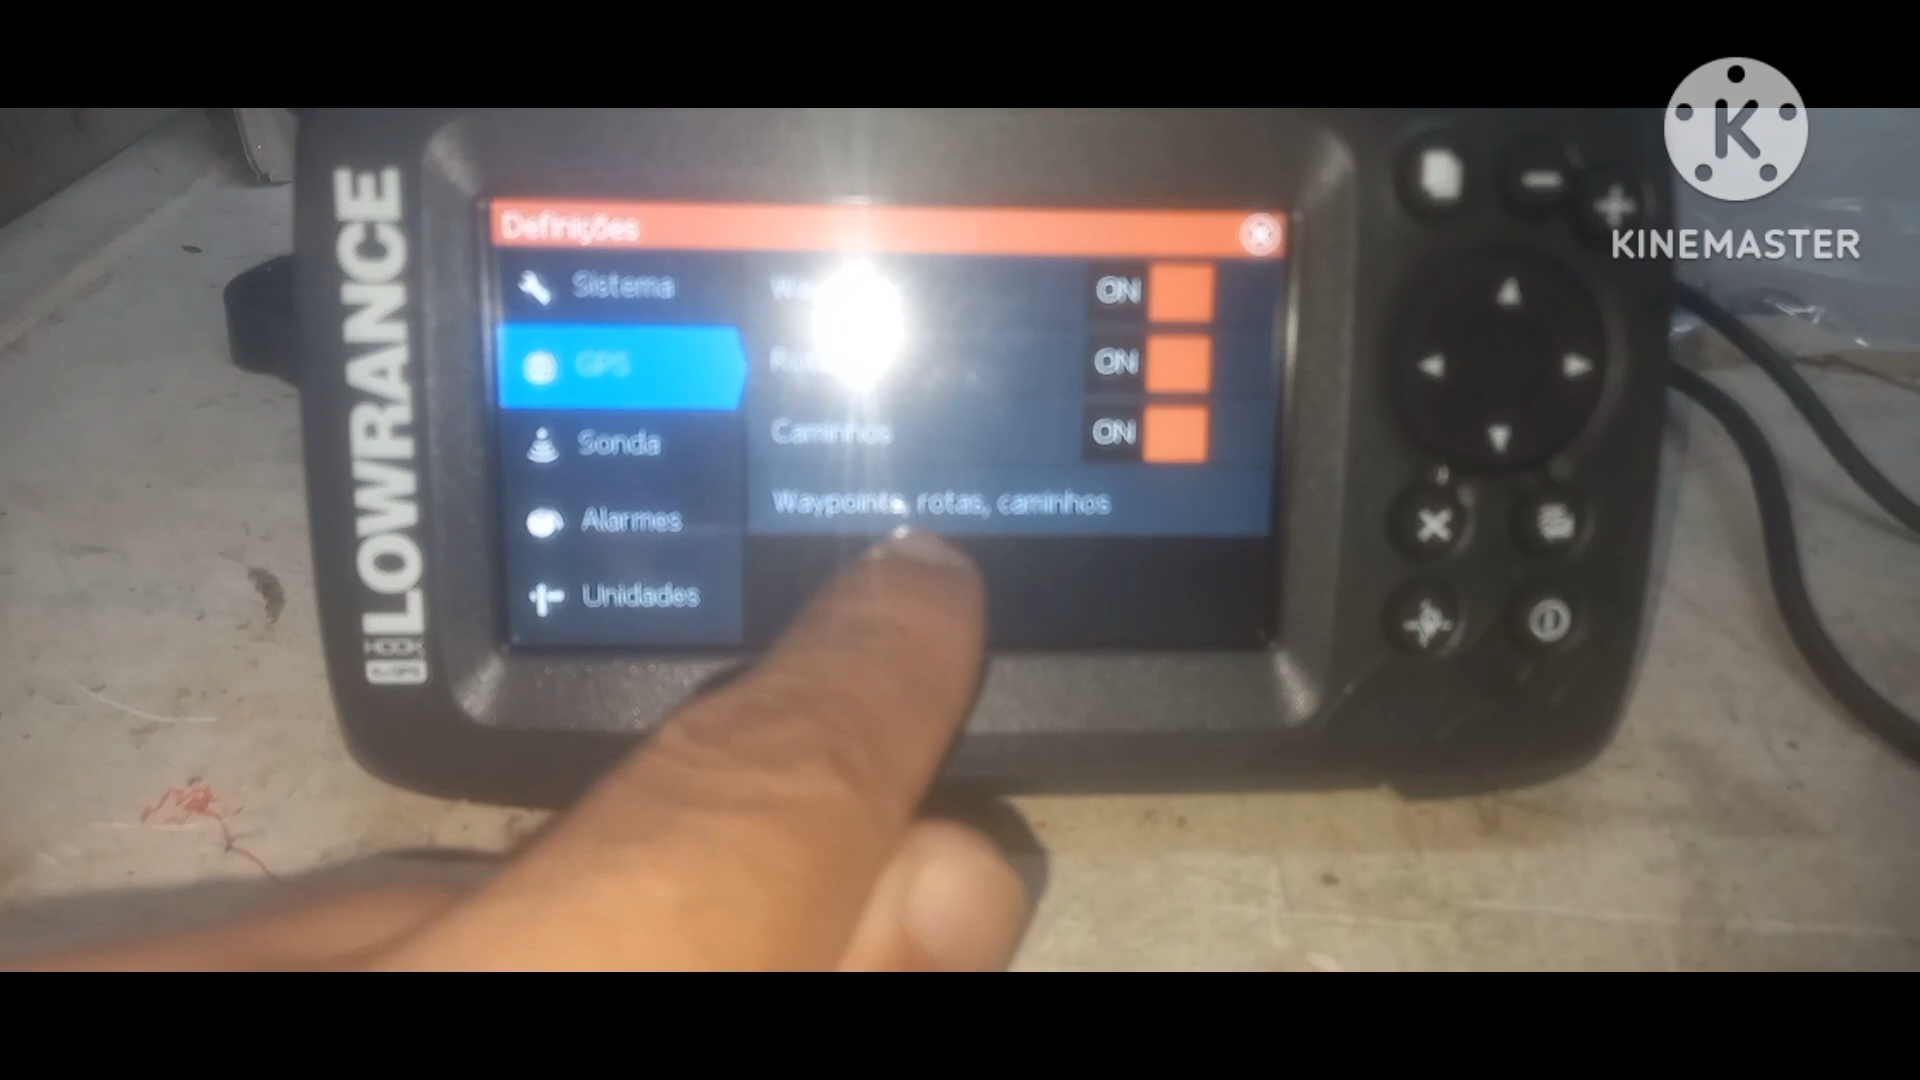 KINEMASTER
LOWRANCE
HOOK
Definições
Sistema
GPS
Sonda
Alarmes
Unidades
ON
ON
Caminhos ON
Waypoints, rotas, caminhos